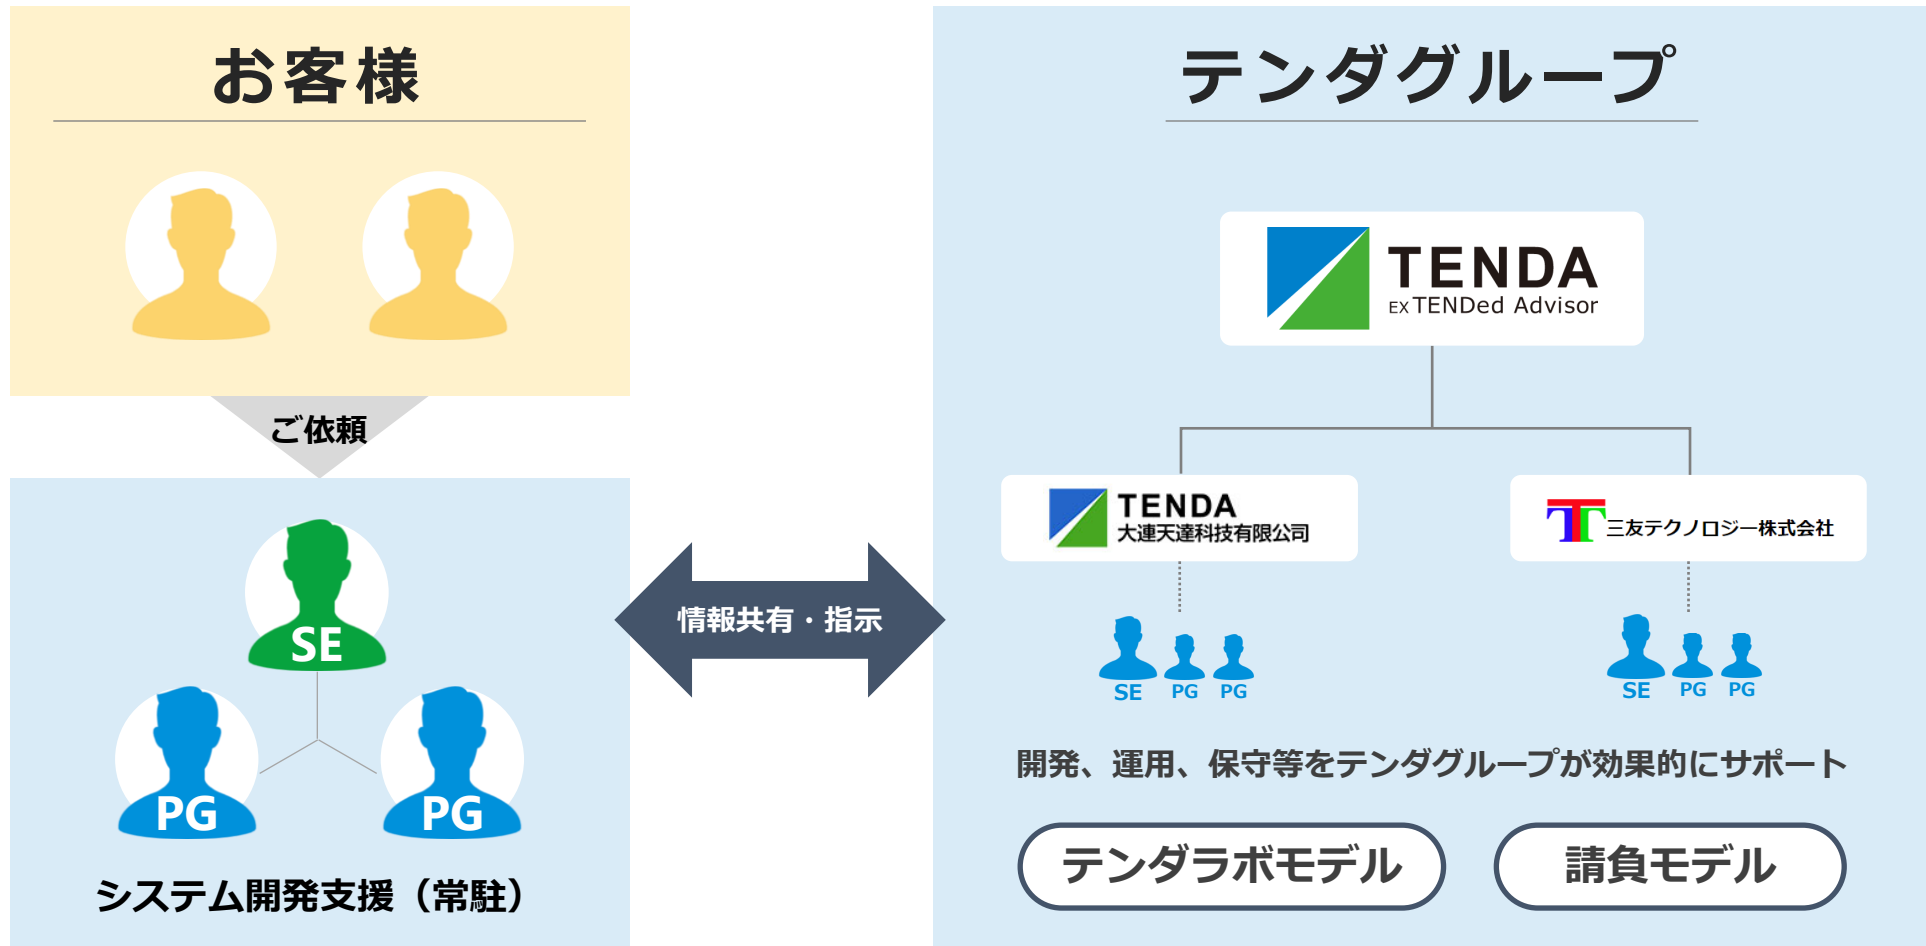 お客様
ご依頼
SE
PG
PG
システム開発支援（常駐）
情報共有・指示
テンダグループ
TENDA
EXTENDed Advisor
TENDA
大連天達科技有限公司
三友テクノロジー株式会社
SE
PG
PG
SE
PG
PG
開発、運用、保守等をテンダグループが効果的にサポート
テンダラボモデル
請負モデル